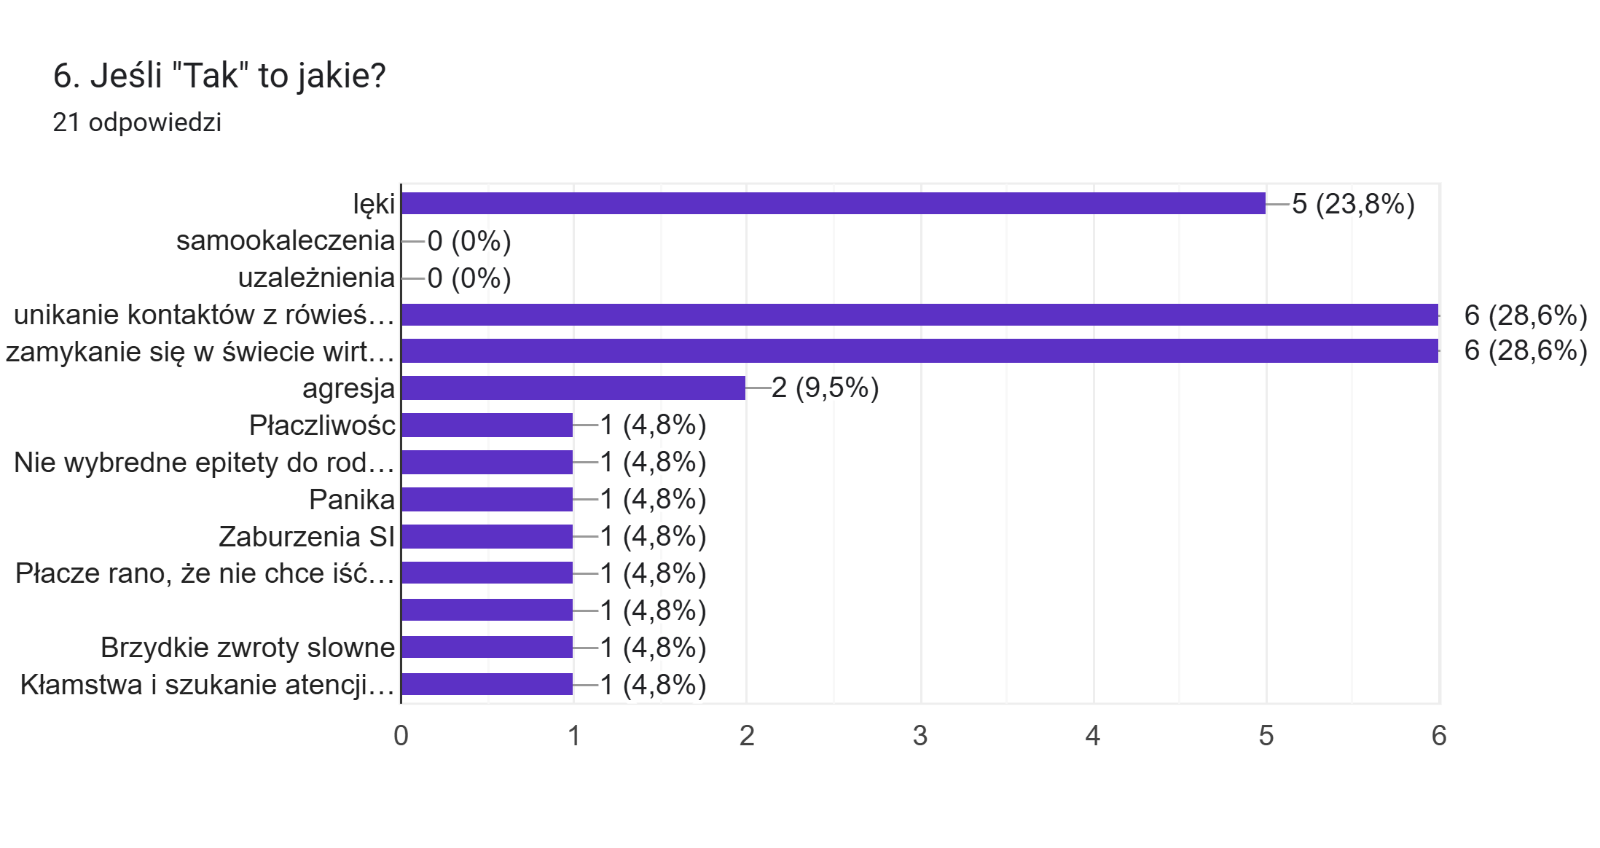 6. Jeśli "Tak" to jakie?
21 odpowiedzi
lęki 5 (23,8%)
samookaleczenia 0 (0%)
uzależnienia 0 (0%)
unikanie kontaktów z rówieś… 6 (28,6%)
zamykanie się w świecie wirt… 6 (28,6%)
agresja 2 (9,5%)
Płaczliwośc 1 (4,8%)
Nie wybredne epitety do rod… 1 (4,8%)
Panika 1 (4,8%)
Zaburzenia SI 1 (4,8%)
Płacze rano, że nie chce iść… 1 (4,8%)
1 (4,8%)
Brzydkie zwroty slowne 1 (4,8%)
Kłamstwa i szukanie atencji… 1 (4,8%)
0 1 2 3 4 5 6